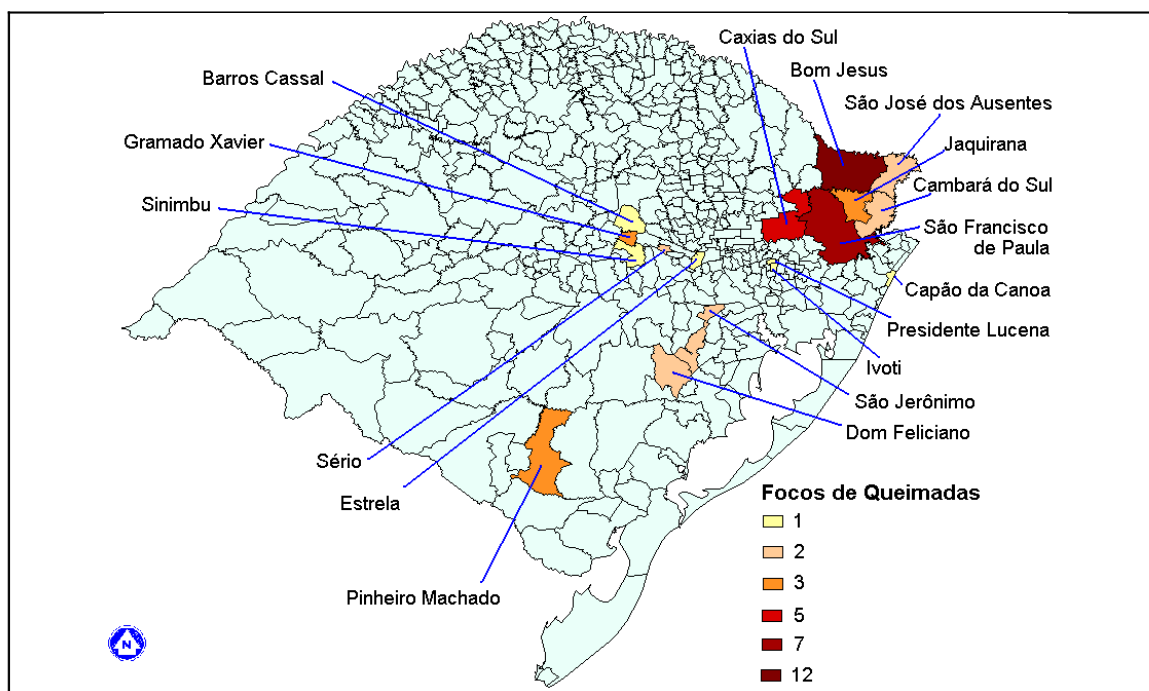 Caxias do Sul
Bom Jesus
Barros Cassal
São José dos Ausentes
Gramado Xavier
Jaquirana
Cambará do Sul
Sinimbu
São Francisco
de Paula
Capão da Canoa
Presidente Lucena
Ivoti
São Jerônimo
Dom Feliciano
Sério
Estrela
Pinheiro Machado
Focos de Queimadas
1
2
3
5
7
12
N